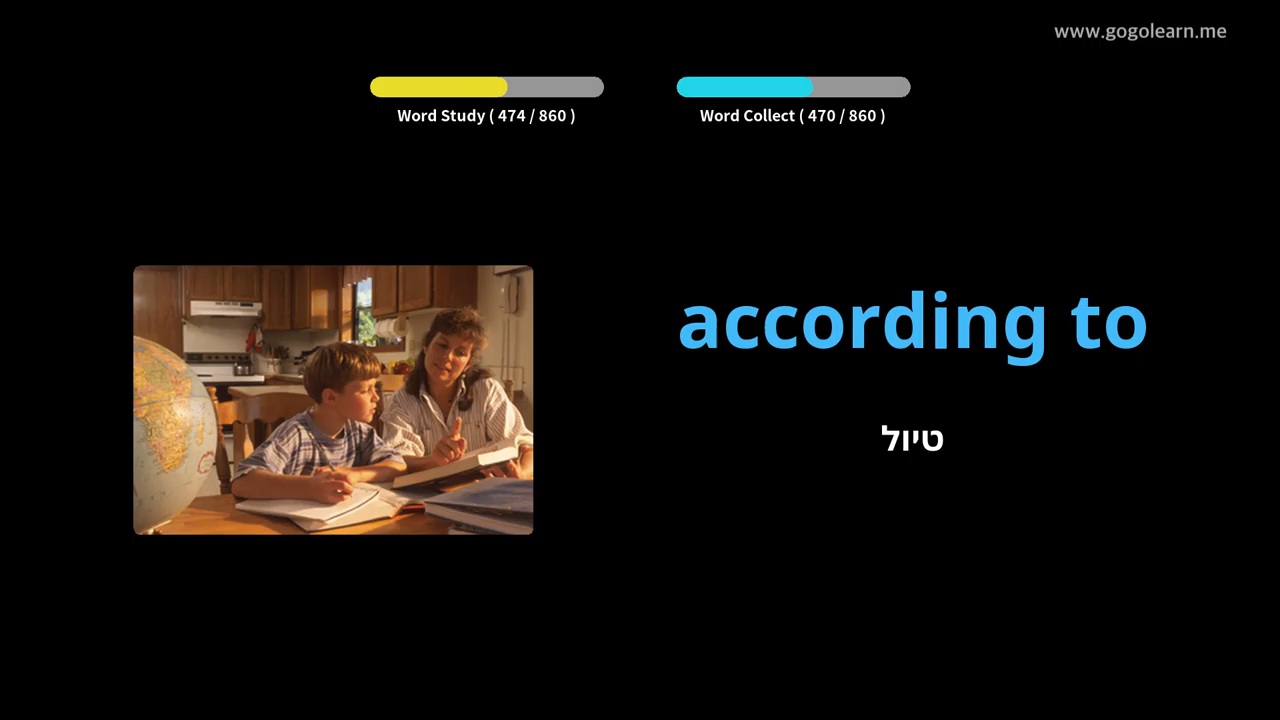 www.gogolearn.me
Word Study ( 474 / 860 )
Word Collect ( 470 / 860 )
according to
טיול